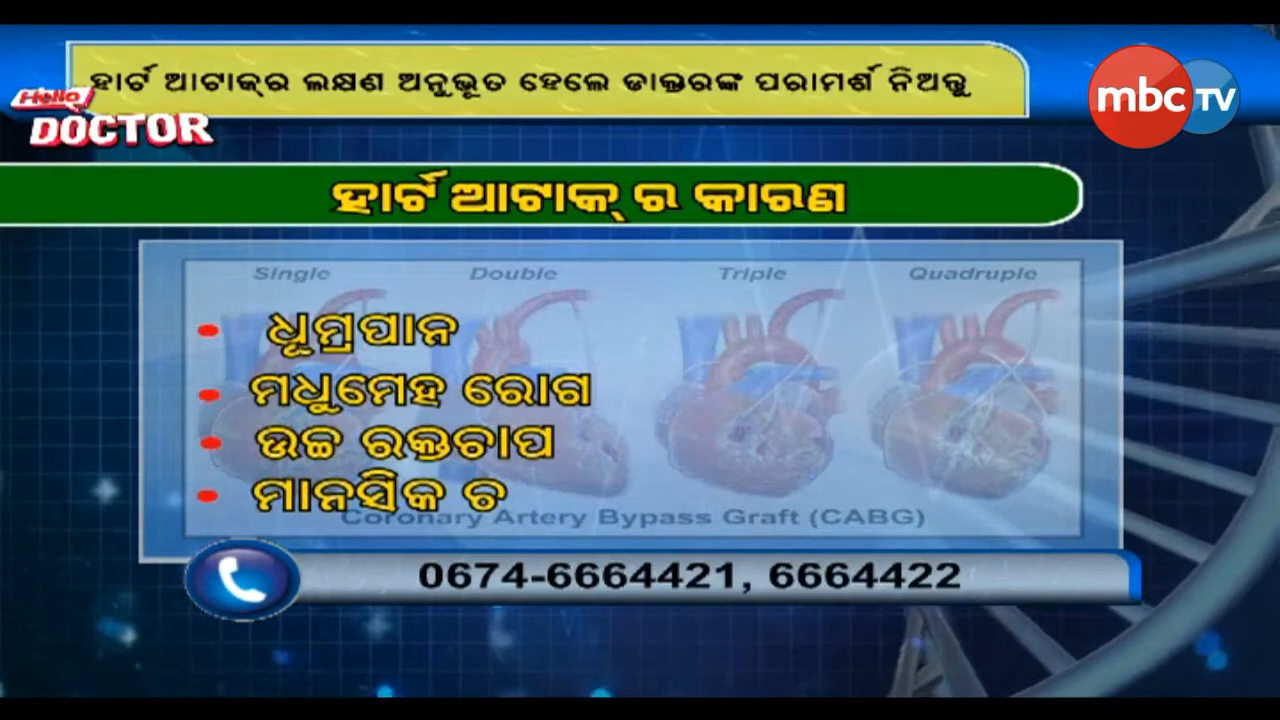 ହାର୍ଟ ଆଟାକ୍‌ର ଲକ୍ଷଣ ଅନୁଭୂତ ହେଲେ ଡାକ୍ତରଙ୍କ ପରାମର୍ଶ ନିଅନ୍ତୁ
mbc TV
Hello
DOCTOR
ହାର୍ଟ ଆଟାକ୍ ର କାରଣ
Single Double Triple Quadruple
ଧୂମ୍ରପାନ
ମଧୁମେହ ରୋଗ
ଉଚ୍ଚ ରକ୍ତଚାପ
ମାନସିକ ଚ
Coronary Artery Bypass Graft (CABG)
0674-6664421, 6664422